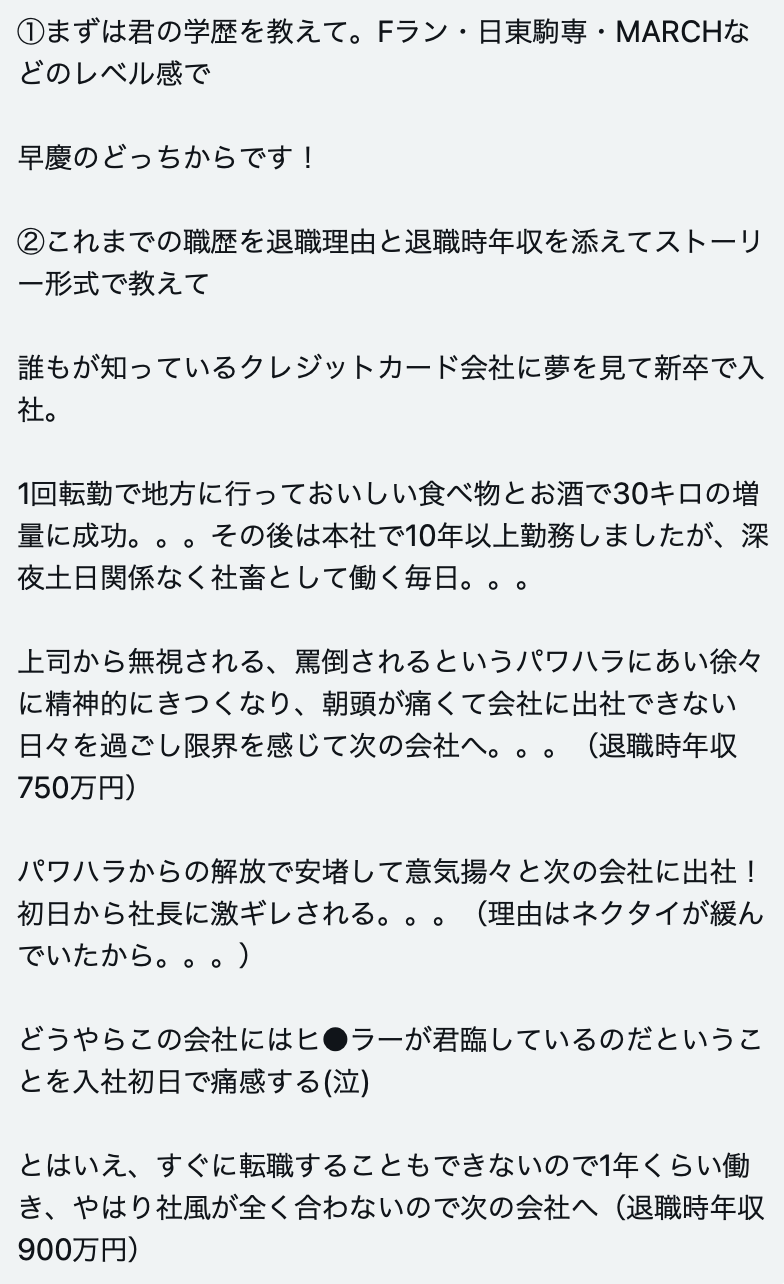 ①まずは君の学歴を教えて。Fラン・日東駒専・MARCHな
どのレベル感で
早慶のどっちからです！
②これまでの職歴を退職理由と退職時年収を添えてストーリ
ー形式で教えて
誰もが知っているクレジットカード会社に夢を見て新卒で入
社。
1回転勤で地方に行っておいしい食べ物とお酒で30キロの増
量に成功。。。その後は本社で10年以上勤務しましたが、深
夜土日関係なく社畜として働く毎日。。。
上司から無視される、罵倒されるというパワハラにあい徐々
に精神的にきつくなり、朝頭が痛くて会社に出社できない
日々を過ごし限界を感じて次の会社へ。。。（退職時年収
750万円）
パワハラからの解放で安堵して意気揚々と次の会社に出社！
初日から社長に激ギレされる。。。（理由はネクタイが緩ん
でいたから。。。）
どうやらこの会社にはヒ●ラーが君臨しているのだというこ
とを入社初日で痛感する(泣)
とはいえ、すぐに転職することもできないので1年くらい働
き、やはり社風が全く合わないので次の会社へ（退職時年収
900万円）